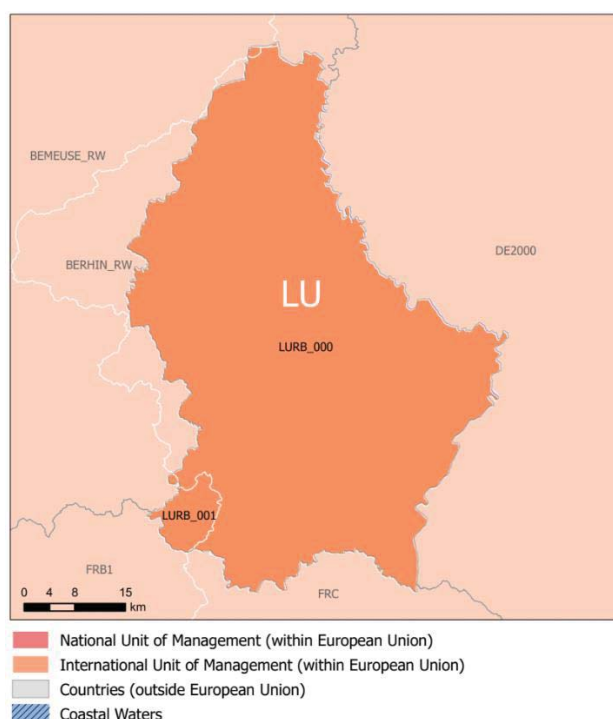 BEMEUSE_RW
DE2000
BERHIN_RW
LU
LURB_000
LURB_001
FRB1
FRC
0 4 8 15
km
National Unit of Management (within European Union)
International Unit of Management (within European Union)
Countries (outside European Union)
Coastal Waters